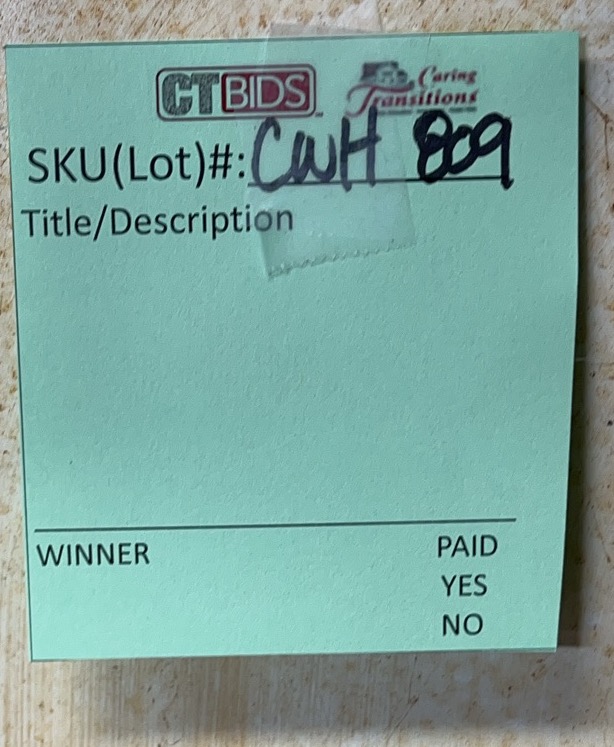 CTBIDS Caring
Transitions
SKU(Lot)#: CWH 809
Title/Description
WINNER PAID
YES
NO